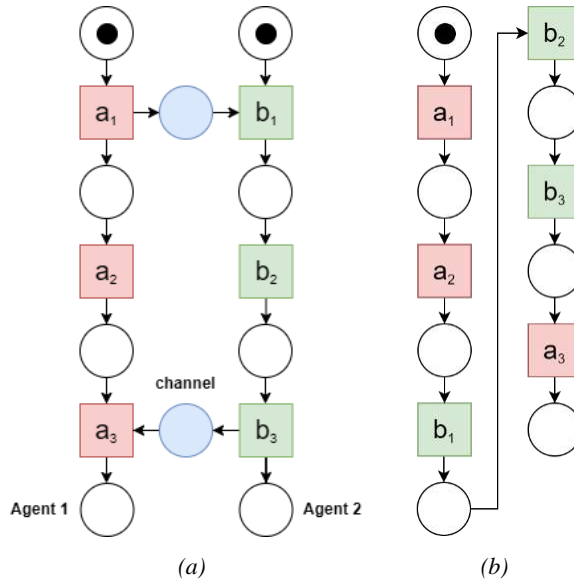 a₁
b₁
a₂
b₂
channel
a₃
b₃
Agent 1
Agent 2
(a)
a₁
a₂
b₁
b₂
b₃
a₃
(b)